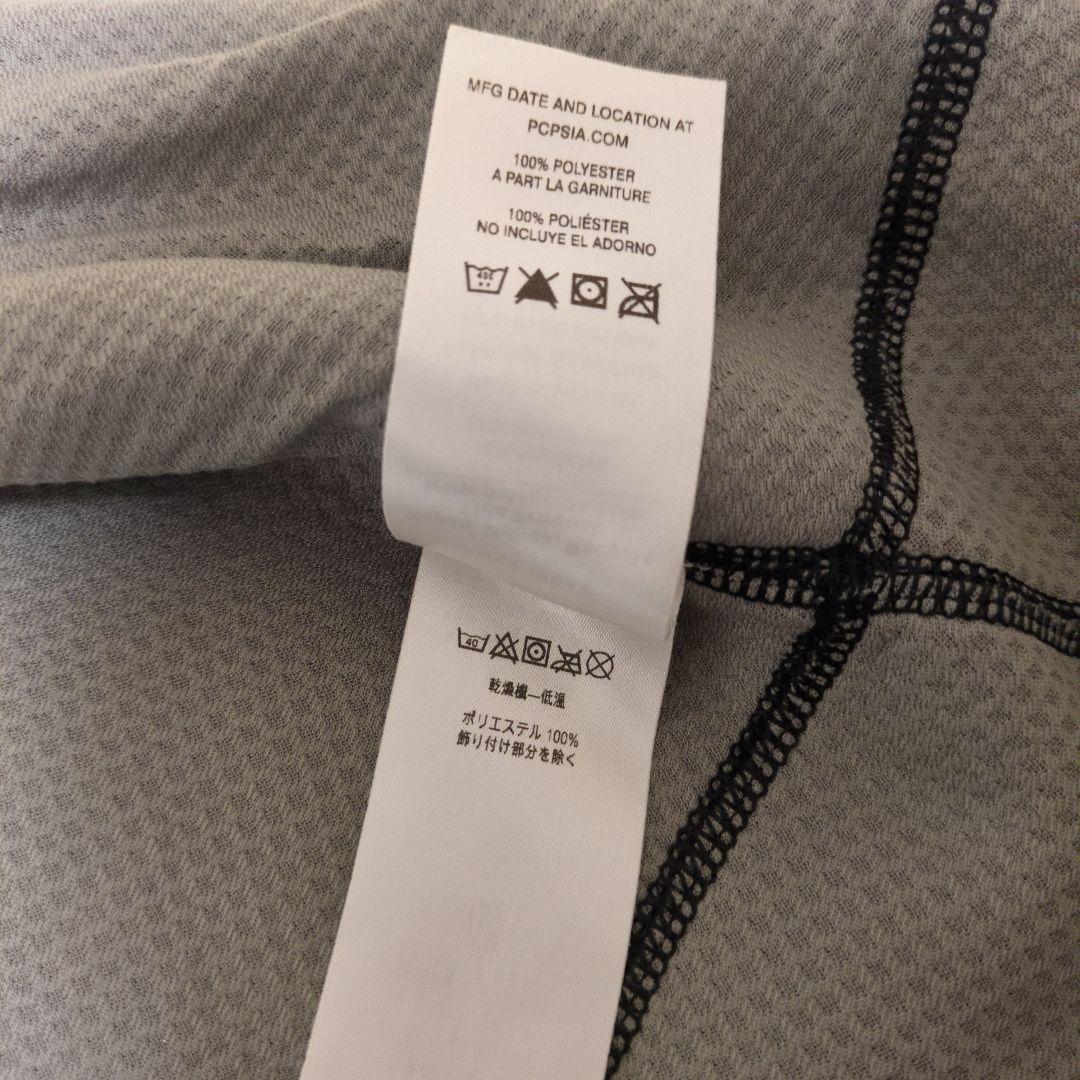 MFG DATE AND LOCATION AT
PCPSIA.COM
100% POLYESTER
A PART LA GARNITURE
100% POLIÉSTER
NO INCLUYE EL ADORNO
40
乾燥機—低温
ポリエステル 100%
飾り付け部分を除く